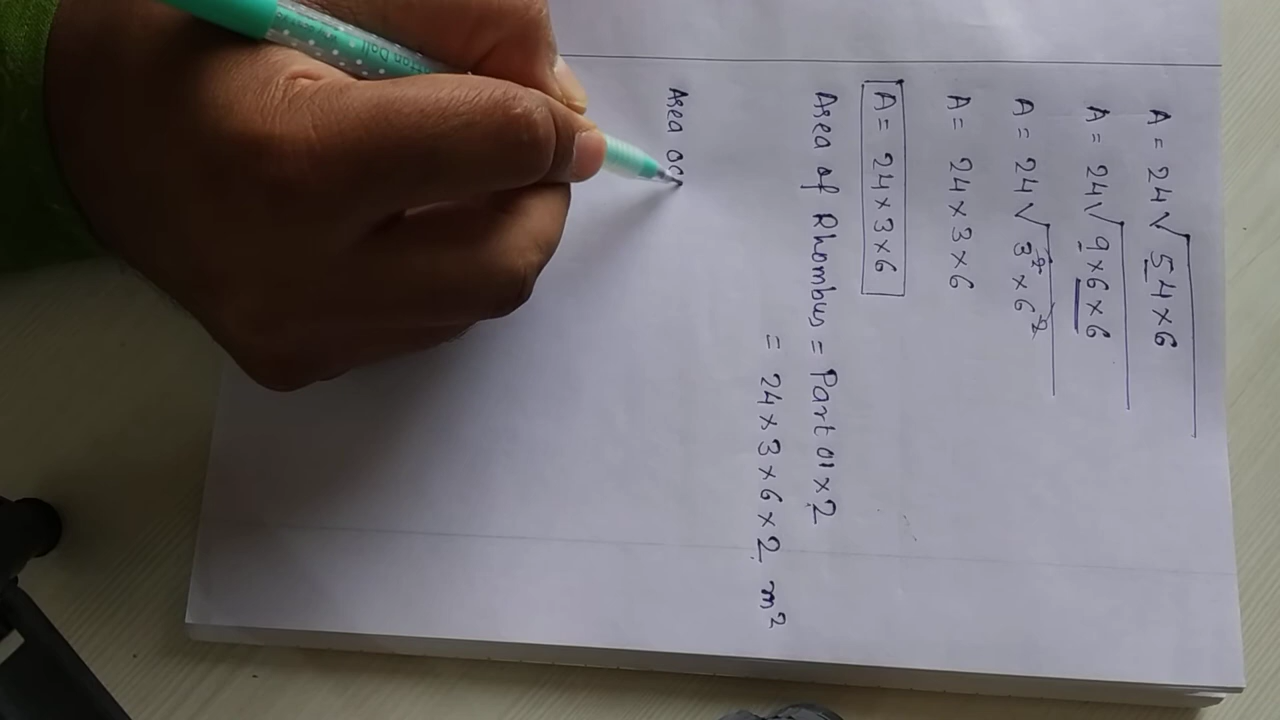 A = 24√54×6
A = 24√9×6×6
A = 24√3²×6²
A = 24×3×6
A = 24×3×6
Area of Rhombus = Part 01×2
= 24×3×6×2 m²
Area oc